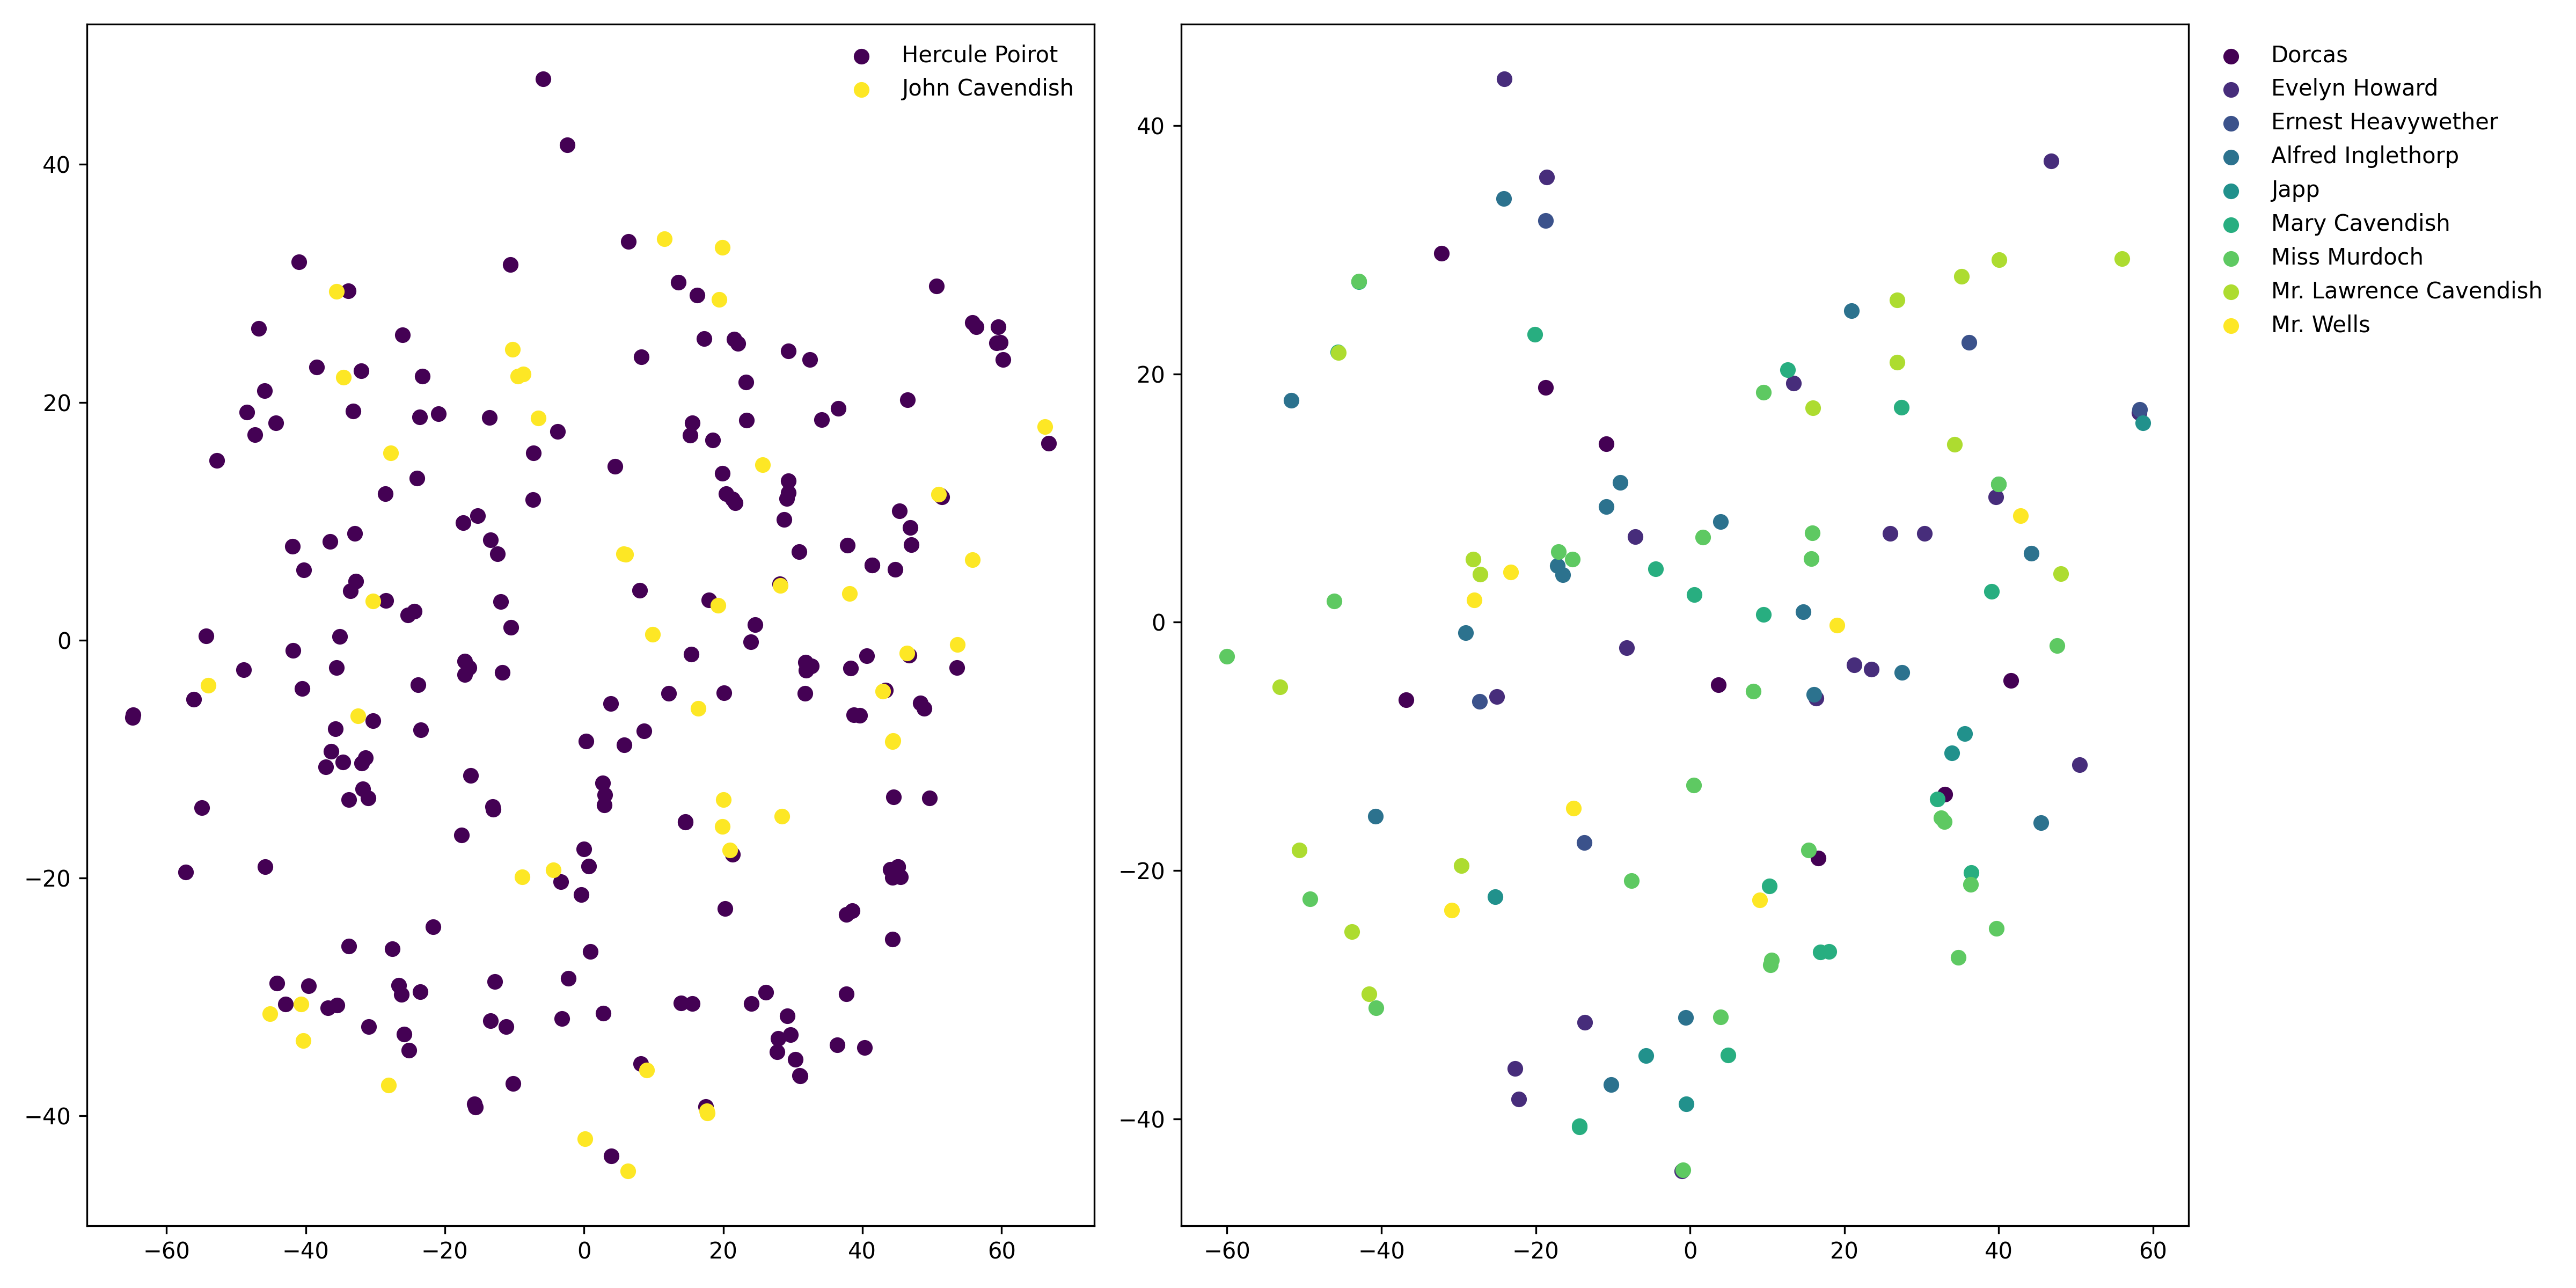 Hercule Poirot
John Cavendish
40
20
0
−20
−40
−60 −40 −20 0 20 40 60
Dorcas
Evelyn Howard
Ernest Heavywether
Alfred Inglethorp
Japp
Mary Cavendish
Miss Murdoch
Mr. Lawrence Cavendish
Mr. Wells
40
20
0
−20
−40
−60 −40 −20 0 20 40 60